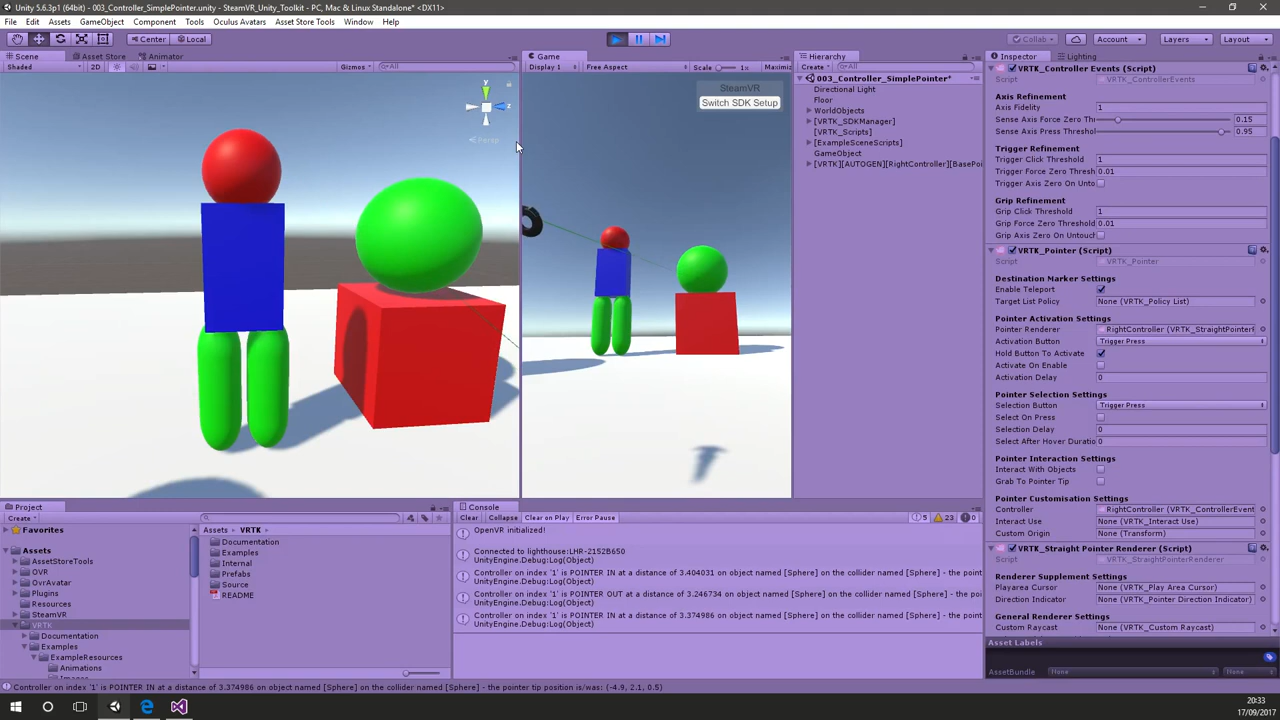 Unity 5.6.3p1 (64bit) - 003_Controller_SimplePointer.unity - SteamVR_Unity_Toolkit - PC, Mac & Linux Standalone* <DX11>
File Edit Assets GameObject Component Tools Oculus Avatars Asset Store Tools Window Help
Center Local
Collab Account Layers Layout
Scene Asset Store Animator
Shaded 2D Gizmos All
y
z
Persp
Game
Display 1 Free Aspect Scale 1x Maximis
SteamVR
Switch SDK Setup
Hierarchy
Create All
003_Controller_SimplePointer*
Directional Light
Floor
WorldObjects
[VRTK_SDKManager]
[VRTK_Scripts]
[ExampleSceneScripts]
GameObject
[VRTK][AUTOGEN][RightController][BasePoi
Inspector Lighting
VRTK_Controller Events (Script)
Script VRTK_ControllerEvents
Axis Refinement
Axis Fidelity 1
Sense Axis Force Zero Thr 0.15
Sense Axis Press Threshol 0.95
Trigger Refinement
Trigger Click Threshold 1
Trigger Force Zero Thresh 0.01
Trigger Axis Zero On Unto
Grip Refinement
Grip Click Threshold 1
Grip Force Zero Threshold 0.01
Grip Axis Zero On Untouch
VRTK_Pointer (Script)
Script VRTK_Pointer
Destination Marker Settings
Enable Teleport
Target List Policy None (VRTK_Policy List)
Pointer Activation Settings
Pointer Renderer RightController (VRTK_StraightPointerF
Activation Button Trigger Press
Hold Button To Activate
Activate On Enable
Activation Delay 0
Pointer Selection Settings
Selection Button Trigger Press
Select On Press
Selection Delay 0
Select After Hover Duratio 0
Pointer Interaction Settings
Interact With Objects
Grab To Pointer Tip
Pointer Customisation Settings
Controller RightController (VRTK_ControllerEvent
Interact Use None (VRTK_Interact Use)
Custom Origin None (Transform)
VRTK_Straight Pointer Renderer (Script)
Script VRTK_StraightPointerRenderer
Renderer Supplement Settings
Playarea Cursor None (VRTK_Play Area Cursor)
Direction Indicator None (VRTK_Pointer Direction Indicator)
General Renderer Settings
Custom Raycast None (VRTK_Custom Raycast)
Asset Labels
AssetBundle None None
Project
Create
Favorites
Assets
AssetStoreTools
OVR
OvrAvatar
Plugins
Resources
SteamVR
VRTK
Documentation
Examples
ExampleResources
Animations
Assets VRTK
Documentation
Examples
Internal
Prefabs
Source
README
Console
Clear Collapse Clear on Play Error Pause 5 23 0
OpenVR initialized!
Connected to lighthouse:LHR-2152B650
UnityEngine.Debug:Log(Object)
Controller on index '1' is POINTER IN at a distance of 3.404031 on object named [Sphere] on the collider named [Sphere] - the point
UnityEngine.Debug:Log(Object)
Controller on index '1' is POINTER OUT at a distance of 3.246734 on object named [Sphere] on the collider named [Sphere] - the poi
UnityEngine.Debug:Log(Object)
Controller on index '1' is POINTER IN at a distance of 3.374986 on object named [Sphere] on the collider named [Sphere] - the point
UnityEngine.Debug:Log(Object)
Controller on index '1' is POINTER IN at a distance of 3.374986 on object named [Sphere] on the collider named [Sphere] - the pointer tip position is/was: (-4.9, 2.1, 0.5)
20:33
17/09/2017